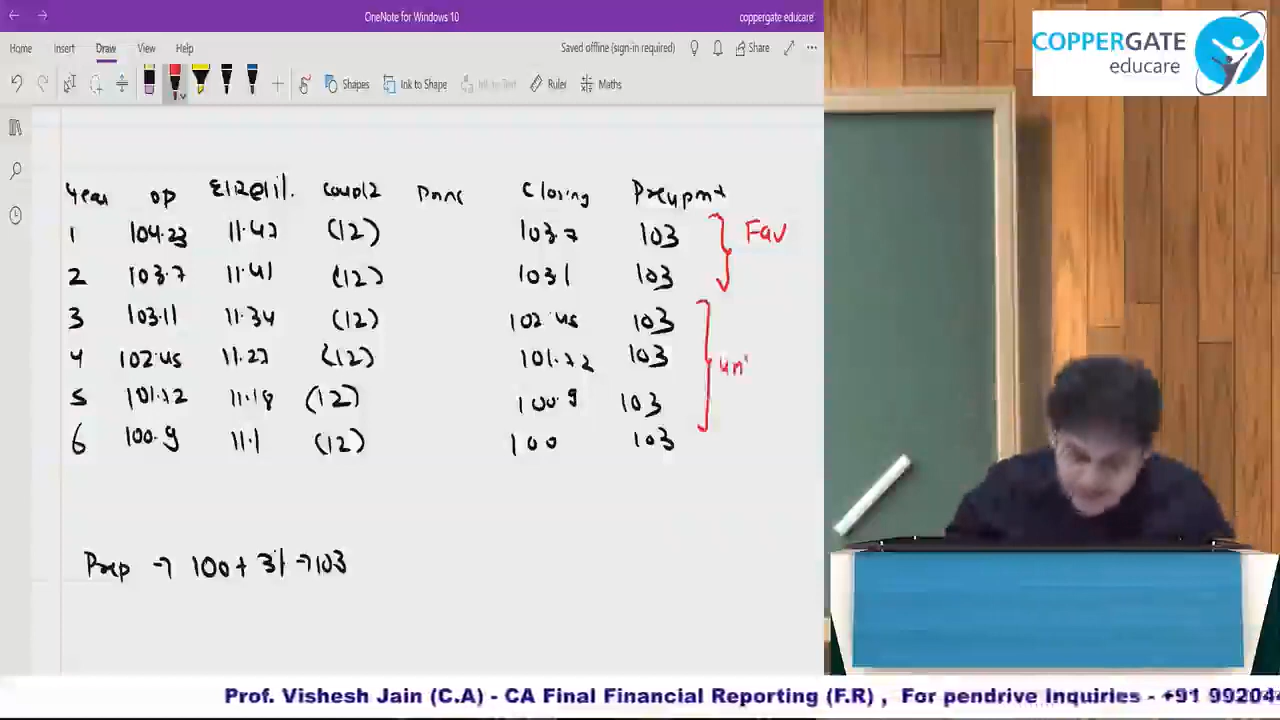 OneNote for Windows 10
coppergate educare
Home Insert Draw View Help
Saved offline (sign-in required)
Share
Shapes
Ink to Shape
Ink to Text
Ruler
Maths
COPPERGATE
educare
Year OP EIR@11%. Closing
1 104.23 11.47 (12) 103.7 103 Fav
2 103.7 11.41 (12) 103.1 103
3 103.11 11.34 (12) 102.45 103
4 102.45 11.27 (12) 101.72 103 un
5 101.72 11.18 (12) 100.9 103
6 100.9 11.1 (12) 100 103
Prep → 100 + 3% → 103
Prof. Vishesh Jain (C.A) - CA Final Financial Reporting (F.R) , For pendrive Inquiries - +91 99204